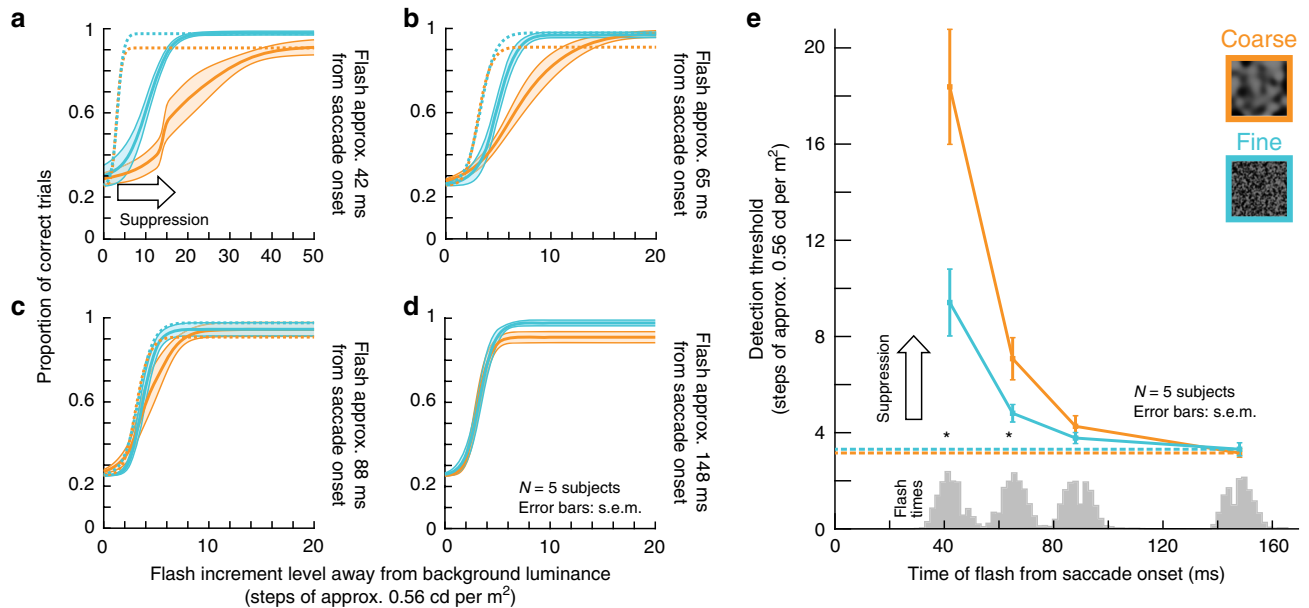 a
1
0.6
0.2
0
0 10 20 30 40 50
Suppression
Flash approx. 42 ms
from saccade onset
b
1
0.6
0.2
0
0 10 20
Flash approx. 65 ms
from saccade onset
Proportion of correct trials
c
1
0.6
0.2
0
0 10 20
Flash approx. 88 ms
from saccade onset
d
1
0.6
0.2
0
0 10 20
N = 5 subjects
Error bars: s.e.m.
Flash approx. 148 ms
from saccade onset
Flash increment level away from background luminance
(steps of approx. 0.56 cd per m²)
e
20
16
12
8
4
0
0 40 80 120 160
Detection threshold
(steps of approx. 0.56 cd per m²)
Suppression
* *
Flash
times
N = 5 subjects
Error bars: s.e.m.
Coarse
Fine
Time of flash from saccade onset (ms)